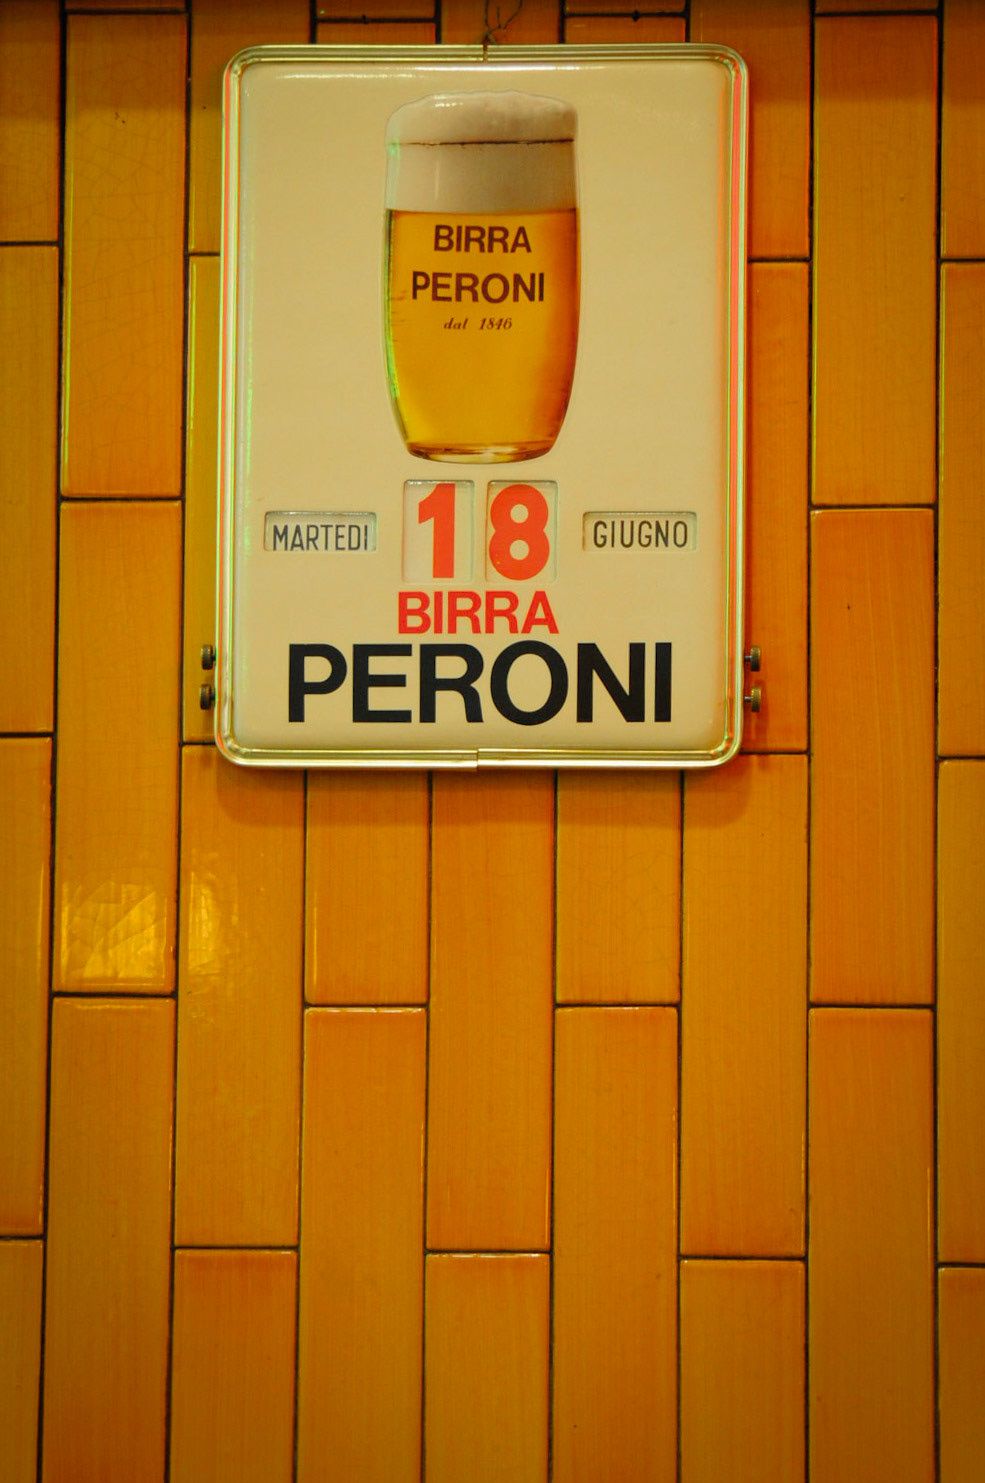 BIRRA
PERONI
dal 1846
MARTEDI 18 GIUGNO
BIRRA
PERONI